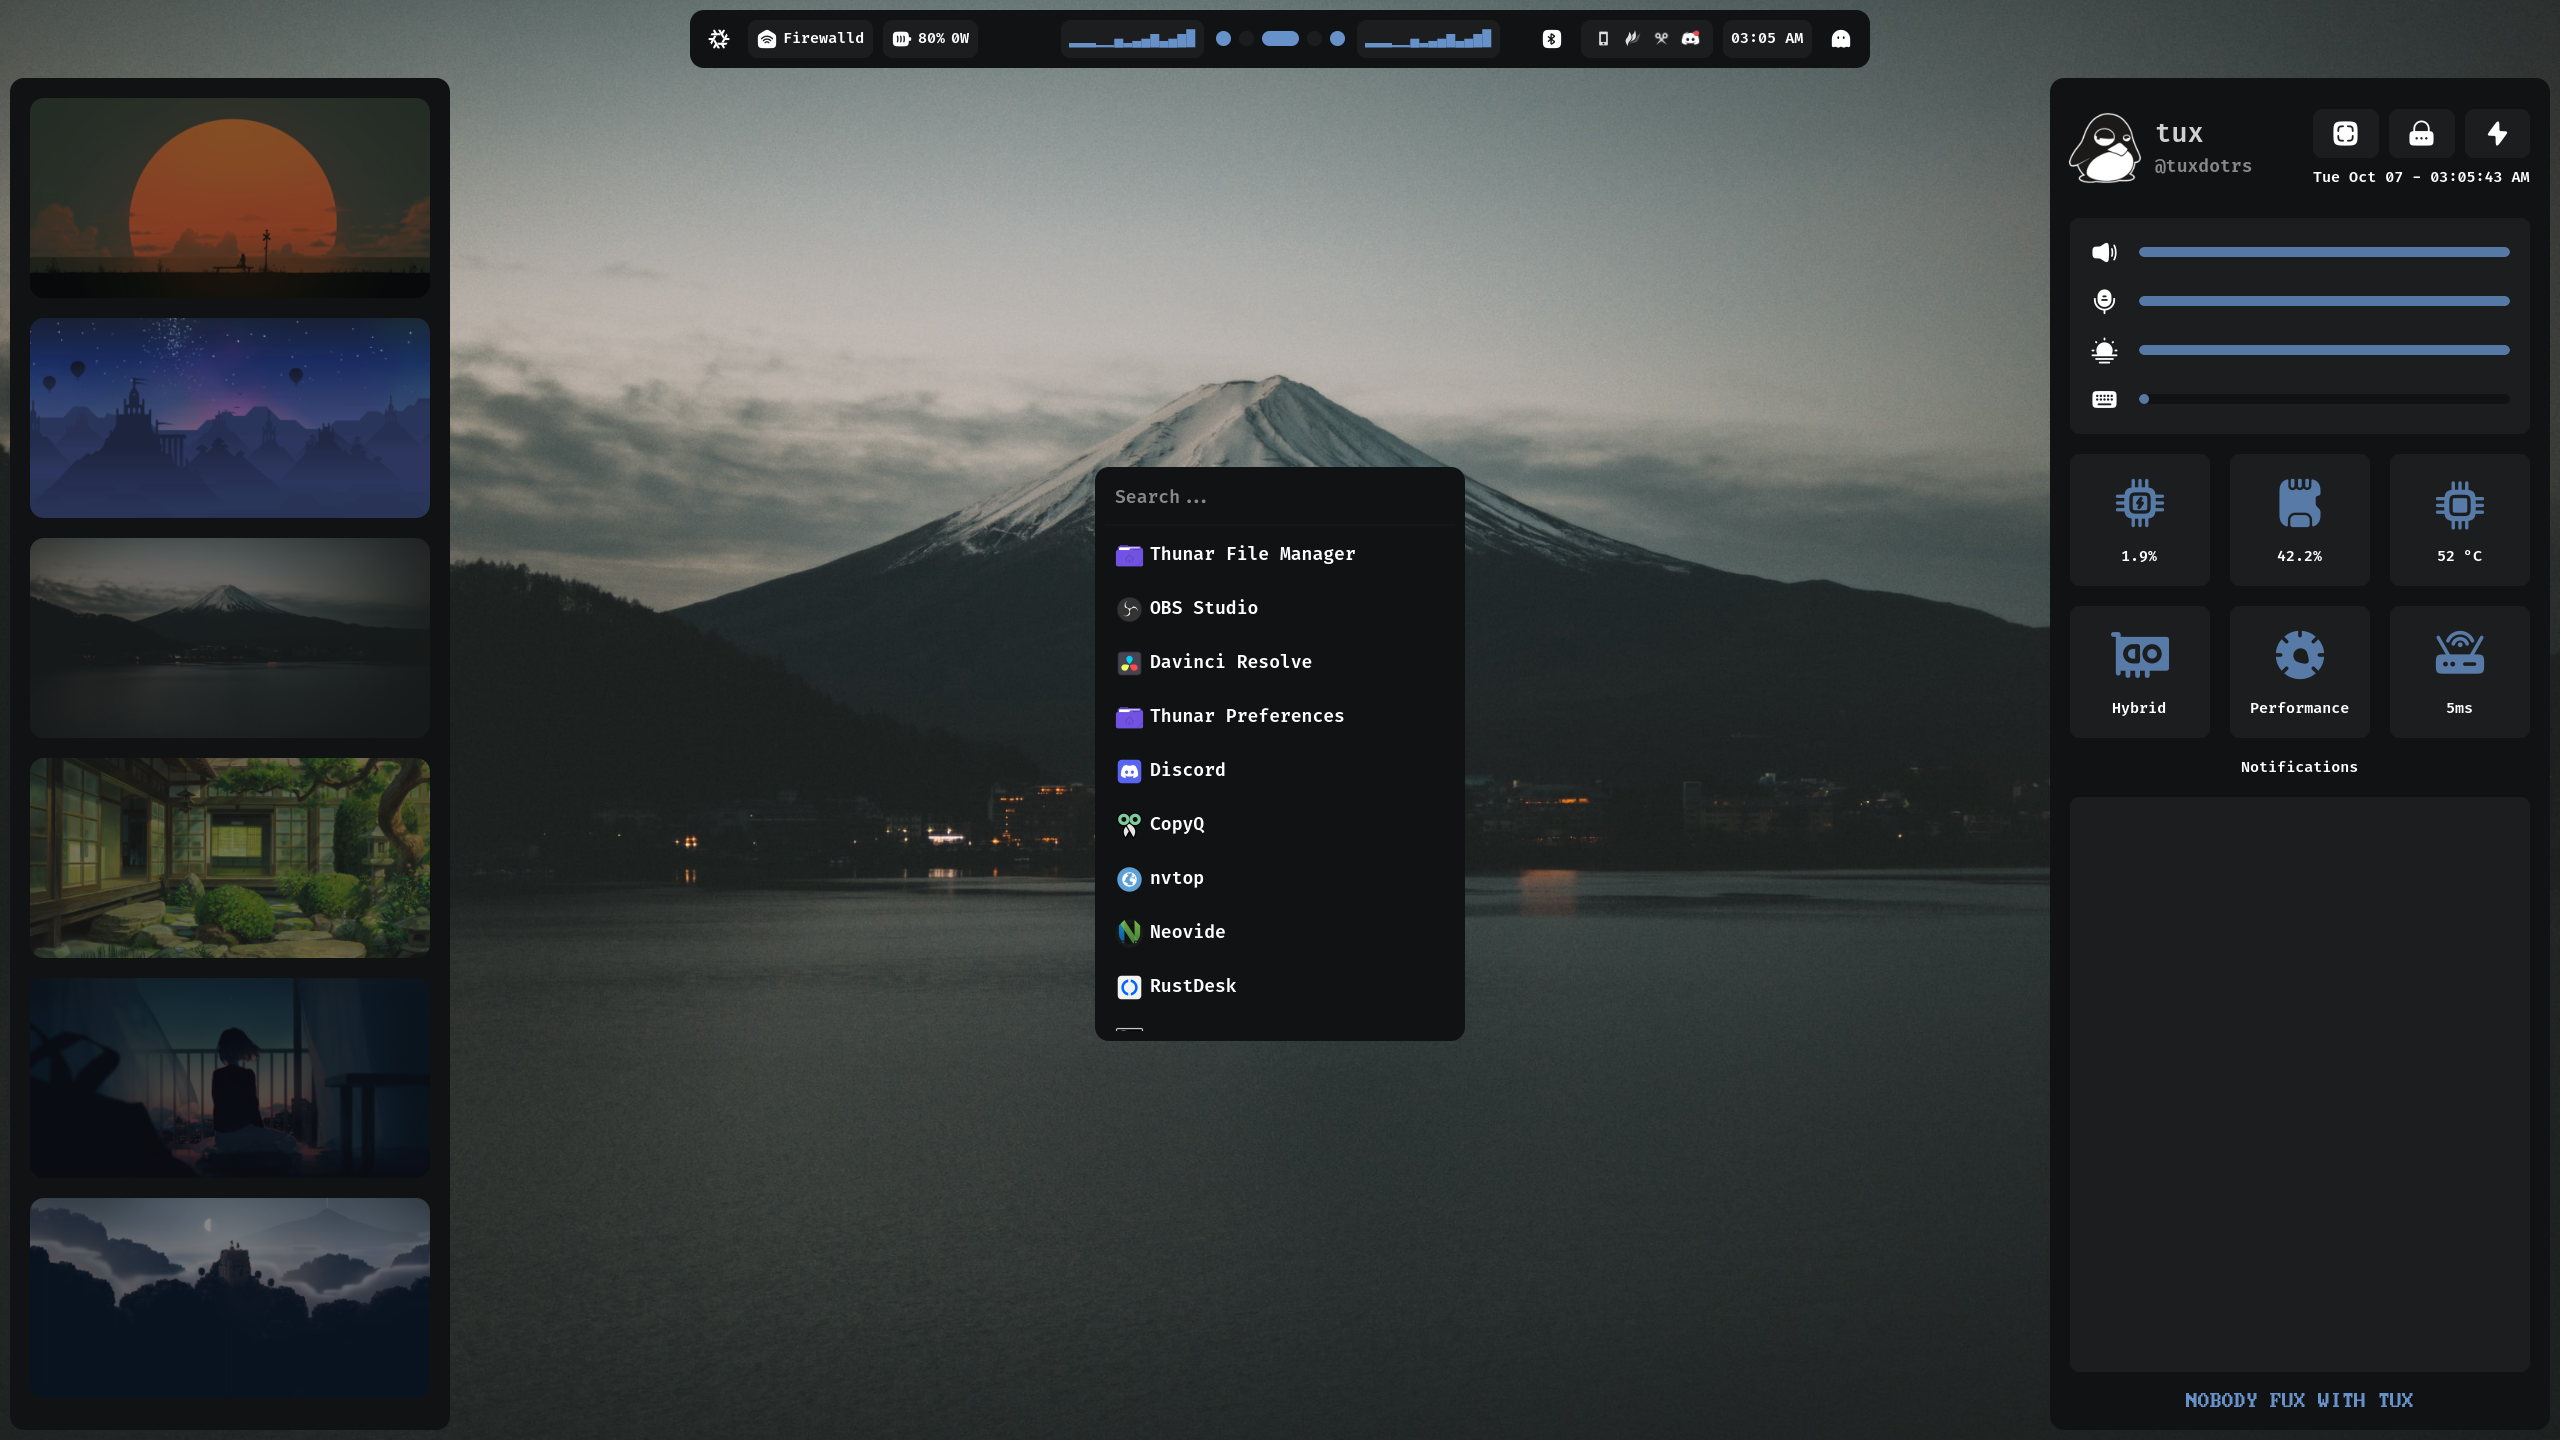 Firewalld
80% 0W
03:05 AM
tux
@tuxdotrs
Tue Oct 07 - 03:05:43 AM
1.9%
42.2%
52 °C
Hybrid
Performance
5ms
Notifications
NOBODY FUX WITH TUX
Search...
Thunar File Manager
OBS Studio
Davinci Resolve
Thunar Preferences
Discord
CopyQ
nvtop
Neovide
RustDesk